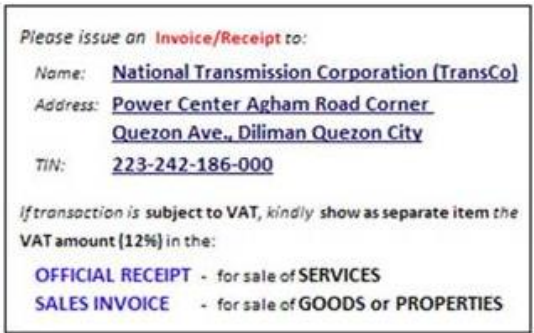 Please issue an Invoice/Receipt to:
Name: National Transmission Corporation (TransCo)
Address: Power Center Agham Road Corner
Quezon Ave., Diliman Quezon City
TIN: 223-242-186-000
If transaction is subject to VAT, kindly show as separate item the
VAT amount (12%) in the:
OFFICIAL RECEIPT - for sale of SERVICES
SALES INVOICE - for sale of GOODS or PROPERTIES